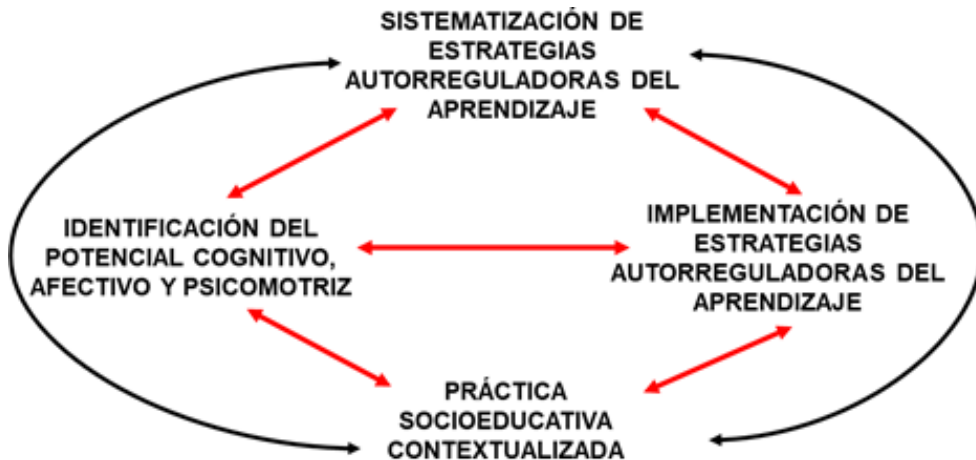 SISTEMATIZACIÓN DE
ESTRATEGIAS
AUTORREGULADORAS DEL
APRENDIZAJE
IDENTIFICACIÓN DEL
POTENCIAL COGNITIVO,
AFECTIVO Y PSICOMOTRIZ
IMPLEMENTACIÓN DE
ESTRATEGIAS
AUTORREGULADORAS DEL
APRENDIZAJE
PRÁCTICA
SOCIOEDUCATIVA
CONTEXTUALIZADA